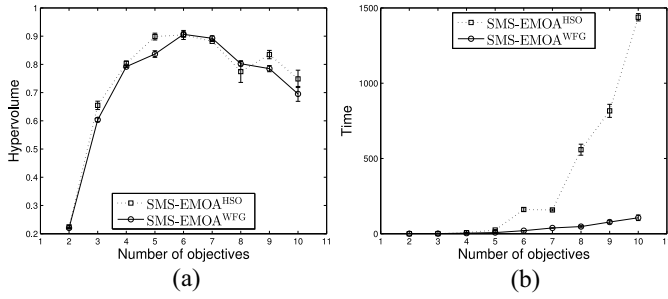 1
0.9
0.8
0.7
0.6
0.5
0.4
0.3
0.2
Hypervolume
SMS-EMOA^HSO
SMS-EMOA^WFG
1 2 3 4 5 6 7 8 9 10 11
Number of objectives
(a)
1500
1000
500
0
Time
SMS-EMOA^HSO
SMS-EMOA^WFG
1 2 3 4 5 6 7 8 9 10 1
Number of objectives
(b)